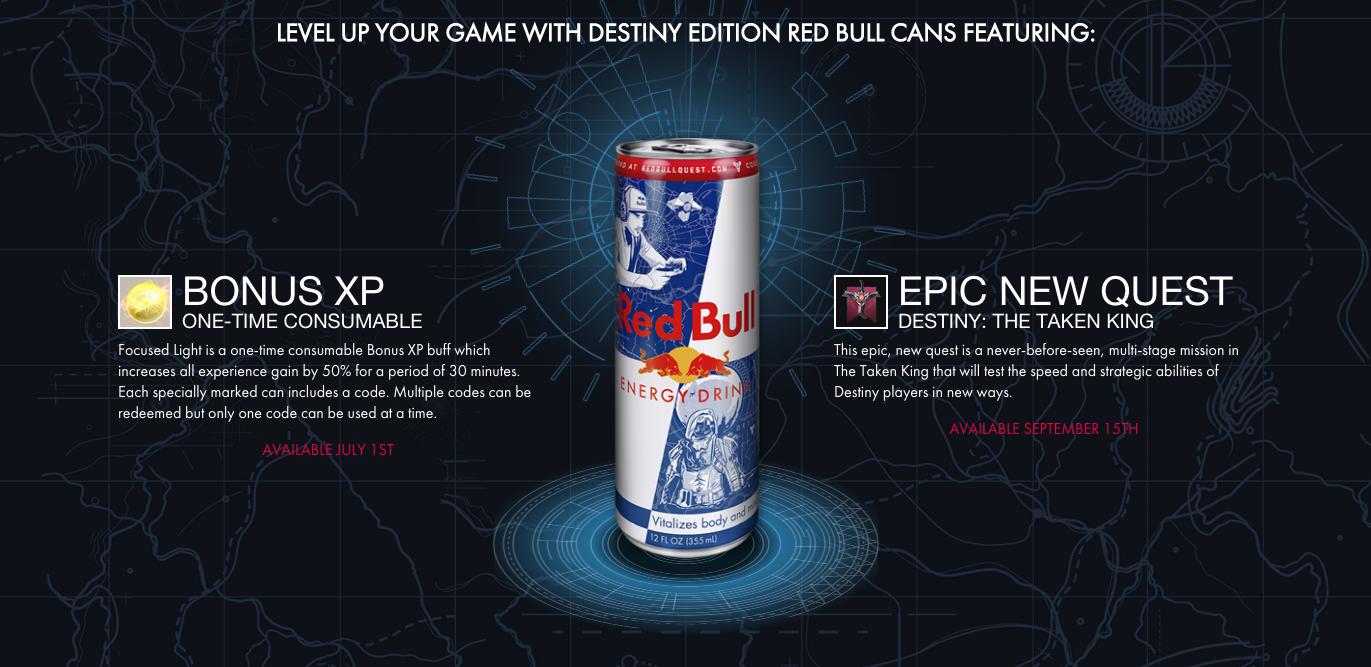 LEVEL UP YOUR GAME WITH DESTINY EDITION RED BULL CANS FEATURING:
AT REDBULLQUEST.COM
Red Bull
ENERGY DRINK
Vitalizes body and
12 FL OZ (355 mL)
BONUS XP
ONE-TIME CONSUMABLE
Focused Light is a one-time consumable Bonus XP buff which
increases all experience gain by 50% for a period of 30 minutes.
Each specially marked can includes a code. Multiple codes can be
redeemed but only one code can be used at a time.
AVAILABLE JULY 1ST
EPIC NEW QUEST
DESTINY: THE TAKEN KING
This epic, new quest is a never-before-seen, multi-stage mission in
The Taken King that will test the speed and strategic abilities of
Destiny players in new ways.
AVAILABLE SEPTEMBER 15TH